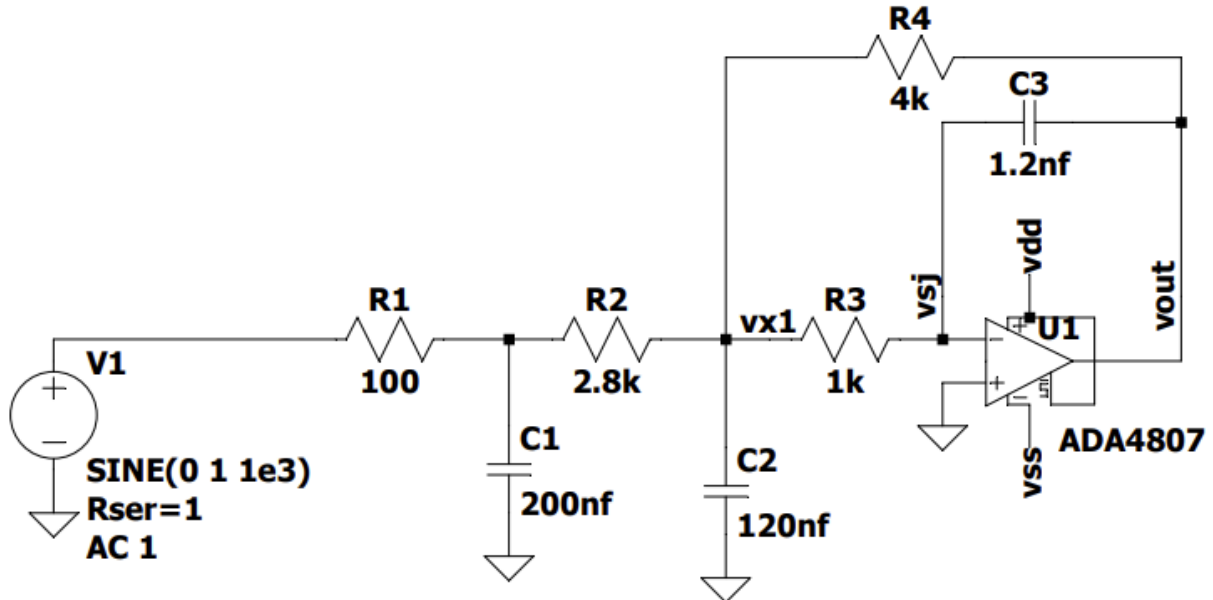 R4
4k
C3
1.2nf
vdd
vsj
vout
R1
100
R2
2.8k
vx1
R3
1k
U1
V1
SINE(0 1 1e3)
Rser=1
AC 1
C1
200nf
C2
120nf
vss
ADA4807